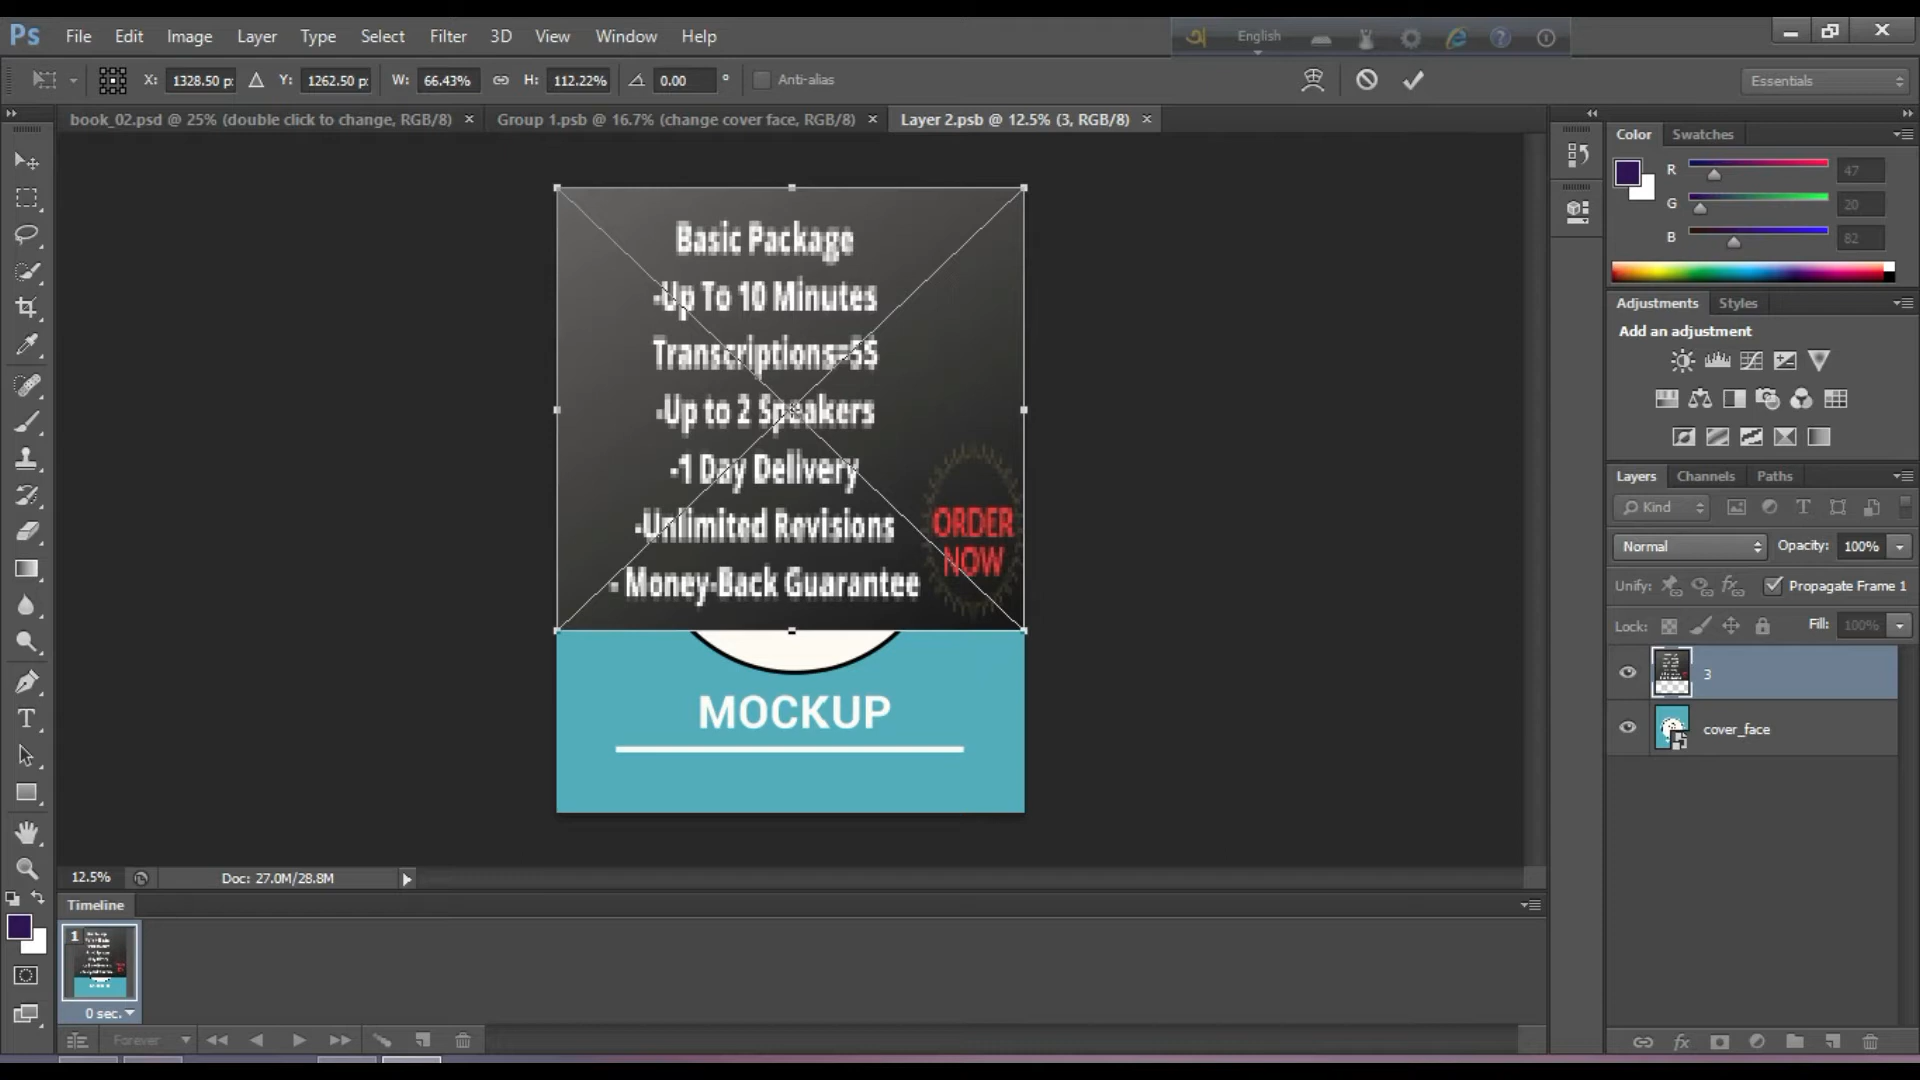 Ps File Edit Image Layer Type Select Filter 3D View Window Help
English
X: 1328.50 p: Y: 1262.50 p: W: 66.43% H: 112.22% 0.00 ° Anti-alias
Essentials
book_02.psd @ 25% (double click to change, RGB/8) × Group 1.psb @ 16.7% (change cover face, RGB/8) × Layer 2.psb @ 12.5% (3, RGB/8) ×
Color Swatches
R 47
G 20
B 82
Adjustments Styles
Add an adjustment
Layers Channels Paths
Kind
Normal Opacity: 100%
Unify: Propagate Frame 1
Lock: Fill: 100%
3
cover_face
Basic Package
-Up To 10 Minutes
Transcriptions=5$
-Up to 2 Speakers
-1 Day Delivery
-Unlimited Revisions
- Money-Back Guarantee
ORDER
NOW
MOCKUP
12.5% Doc: 27.0M/28.8M
Timeline
1
0 sec.
Forever